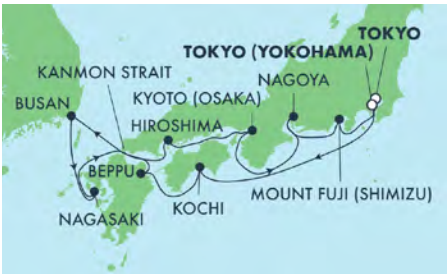 TOKYO (YOKOHAMA)
TOKYO
KANMON STRAIT
NAGOYA
KYOTO (OSAKA)
BUSAN
HIROSHIMA
BEPPU
MOUNT FUJI (SHIMIZU)
KOCHI
NAGASAKI